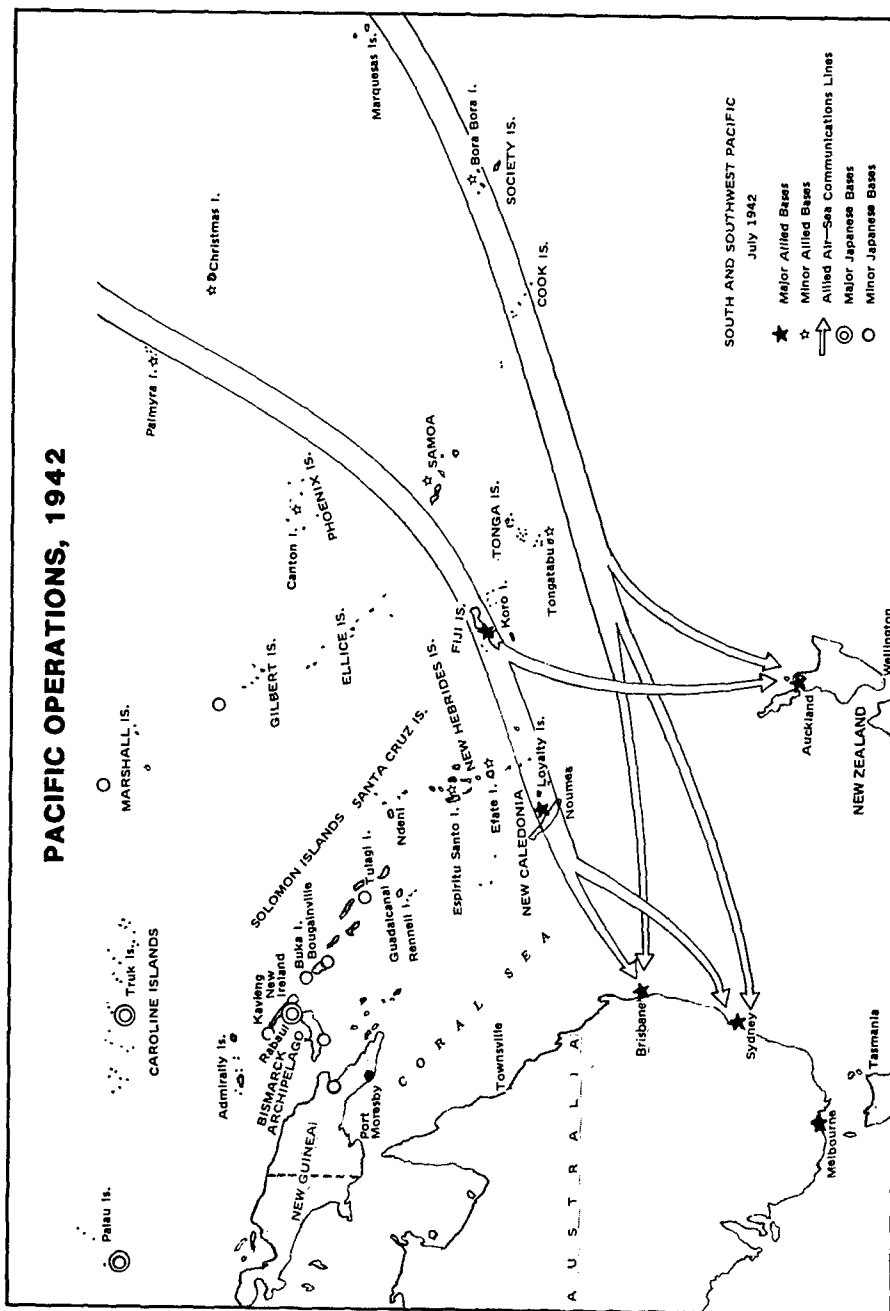 PACIFIC OPERATIONS, 1942
Palau Is.
Truk Is.
CAROLINE ISLANDS
MARSHALL IS.
GILBERT IS.
ELLICE IS.
Canton I.
PHOENIX IS.
Palmyra I.
Christmas I.
Marquesas Is.
Admirally Is.
Kavieng
New
Ireland
Rabaul
BISMARCK
ARCHIPELAGO
NEW GUINEA
Port
Moresby
Buka I.
Bougainville
SOLOMON ISLANDS
Tulagi I.
Guadalcanal
Rennell I.
SANTA CRUZ IS.
Ndeni
Espiritu Santo I.
NEW HEBRIDES IS.
Efate I.
FIJI IS.
Koro I.
SAMOA
TONGA IS.
Tongatabu
COOK IS.
Bora Bora I.
SOCIETY IS.
CORAL SEA
NEW CALEDONIA
Loyalty Is.
Noumea
Townsville
AUSTRALIA
Brisbane
Sydney
Melbourne
Tasmania
Auckland
NEW ZEALAND
Wellington
SOUTH AND SOUTHWEST PACIFIC
July 1942
Major Allied Bases
Minor Allied Bases
Allied Air—Sea Communications Lines
Major Japanese Bases
Minor Japanese Bases